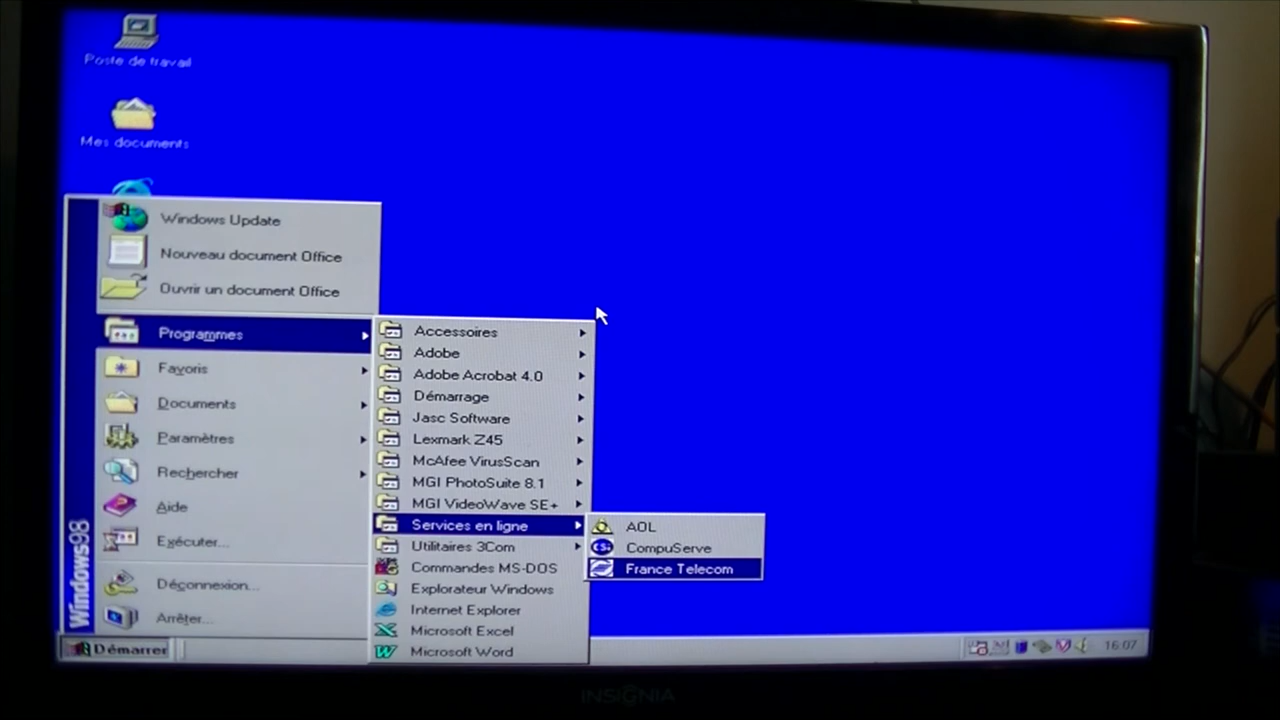 Poste de travail
Mes documents
Windows Update
Nouveau document Office
Ouvrir un document Office
Programmes
Favoris
Documents
Paramètres
Rechercher
Aide
Exécuter...
Déconnexion...
Arrêter...
Windows98
Accessoires
Adobe
Adobe Acrobat 4.0
Démarrage
Jasc Software
Lexmark Z45
McAfee VirusScan
MGI PhotoSuite 8.1
MGI VideoWave SE+
Services en ligne
Utilitaires 3Com
Commandes MS-DOS
Explorateur Windows
Internet Explorer
Microsoft Excel
Microsoft Word
AOL
CompuServe
France Telecom
Démarrer
16:07
INSIGNIA